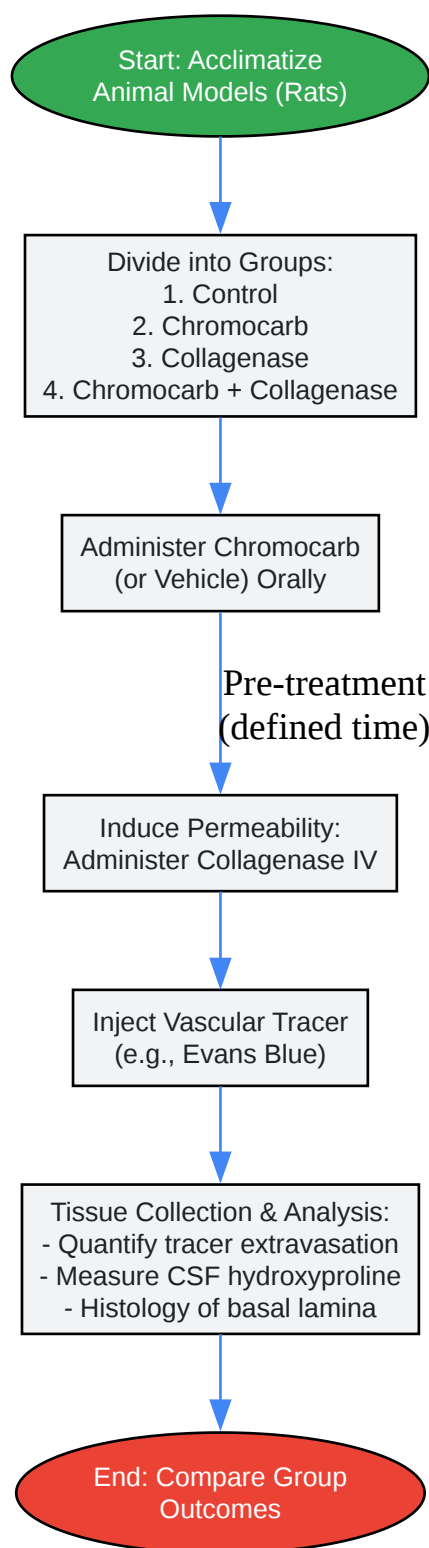 Start: Acclimatize
Animal Models (Rats)
Divide into Groups:
1. Control
2. Chromocarb
3. Collagenase
4. Chromocarb + Collagenase
Administer Chromocarb
(or Vehicle) Orally
Pre-treatment
(defined time)
Induce Permeability:
Administer Collagenase IV
Inject Vascular Tracer
(e.g., Evans Blue)
Tissue Collection & Analysis:
- Quantify tracer extravasation
- Measure CSF hydroxyproline
- Histology of basal lamina
End: Compare Group
Outcomes